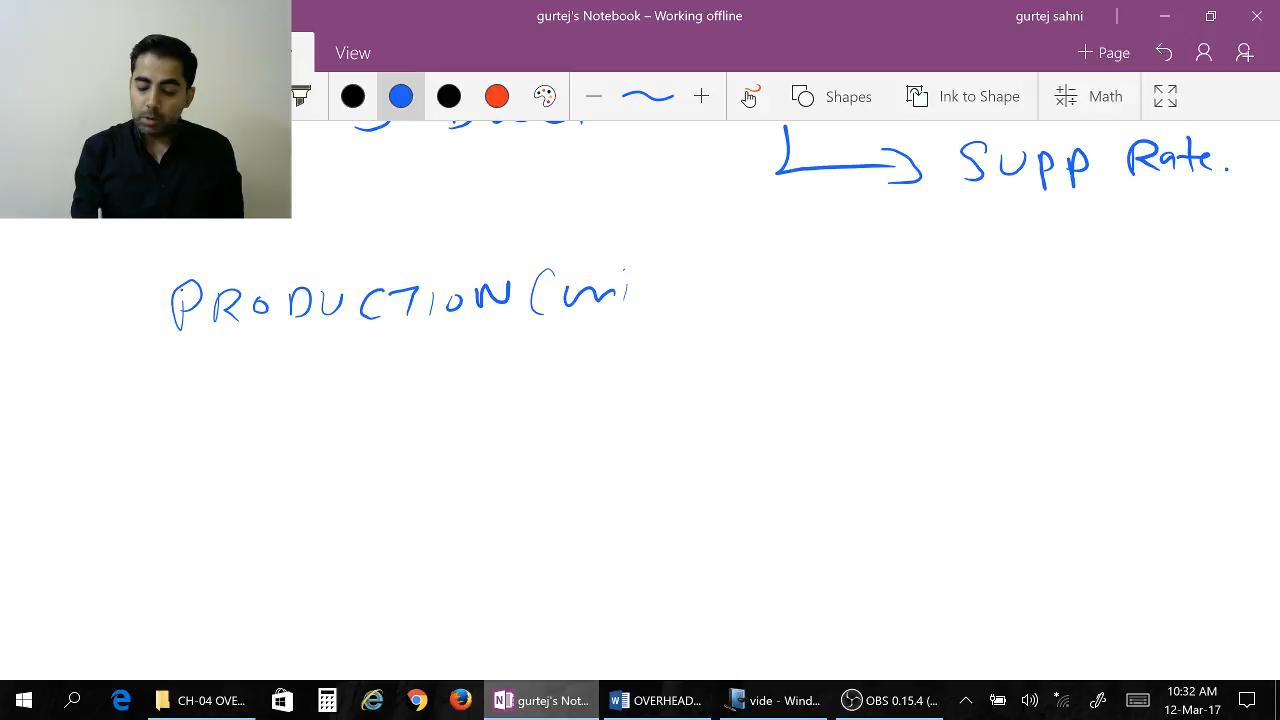 gurtej's Notebook – Working offline
gurtej sahni
View
Page
Shapes
Ink to Shape
Math
Supp Rate.
PRODUCTION (uni
CH-04 OVE...
gurtej's Not...
OVERHEAD...
vide - Wind...
OBS 0.15.4 (...
10:32 AM
12-Mar-17